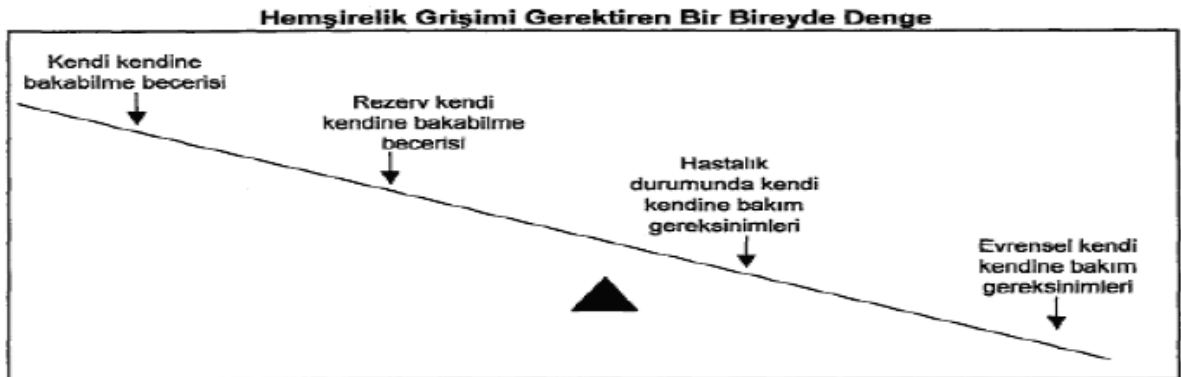 Hemşirelik Grişimi Gerektiren Bir Bireyde Denge
Kendi kendine
bakabilme becerisi
Rezerv kendi
kendine bakabilme
becerisi
Hastalık
durumunda kendi
kendine bakım
gereksinimleri
Evrensel kendi
kendine bakım
gereksinimleri